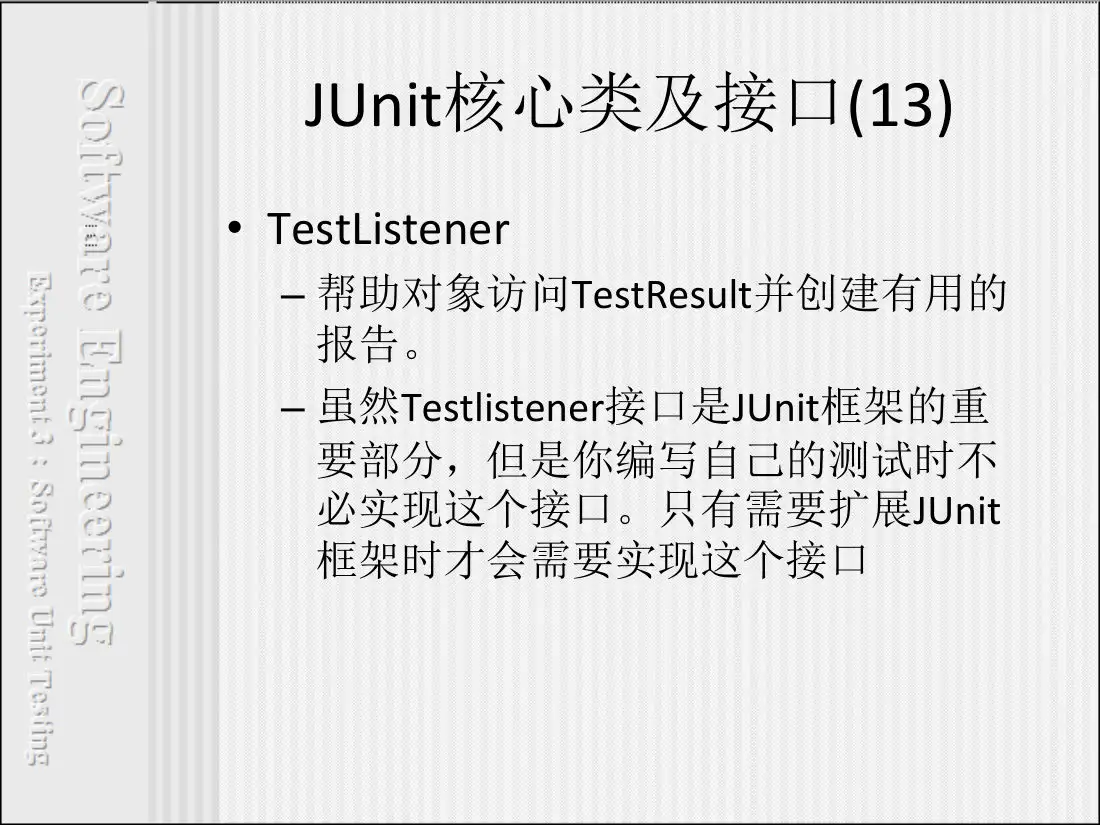 JUnit核心类及接口(13)
• TestListener
– 帮助对象访问TestResult并创建有用的
报告。
– 虽然Testlistener接口是JUnit框架的重
要部分，但是你编写自己的测试时不
必实现这个接口。只有需要扩展JUnit
框架时才会需要实现这个接口
Software Engineering
Experiment3 : Software Unit Testing